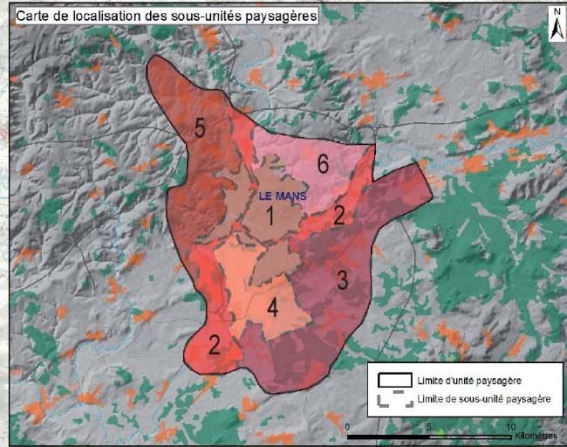 Carte de localisation des sous-unités paysagères
N
5
6
LE MANS
2
1
3
4
2
Limite d'unité paysagère
Limite de sous-unité paysagère
0
5
10
Kilomètres